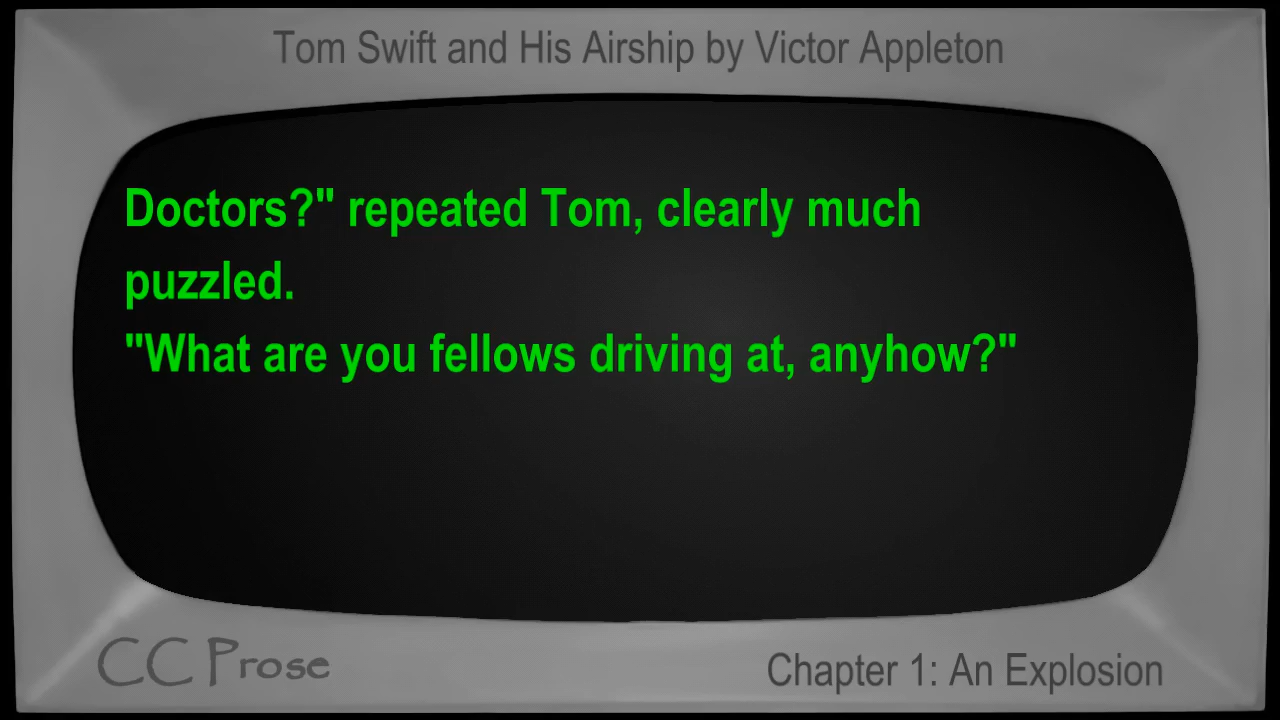 Tom Swift and His Airship by Victor Appleton
Doctors?" repeated Tom, clearly much
puzzled.
"What are you fellows driving at, anyhow?"
CC Prose
Chapter 1: An Explosion